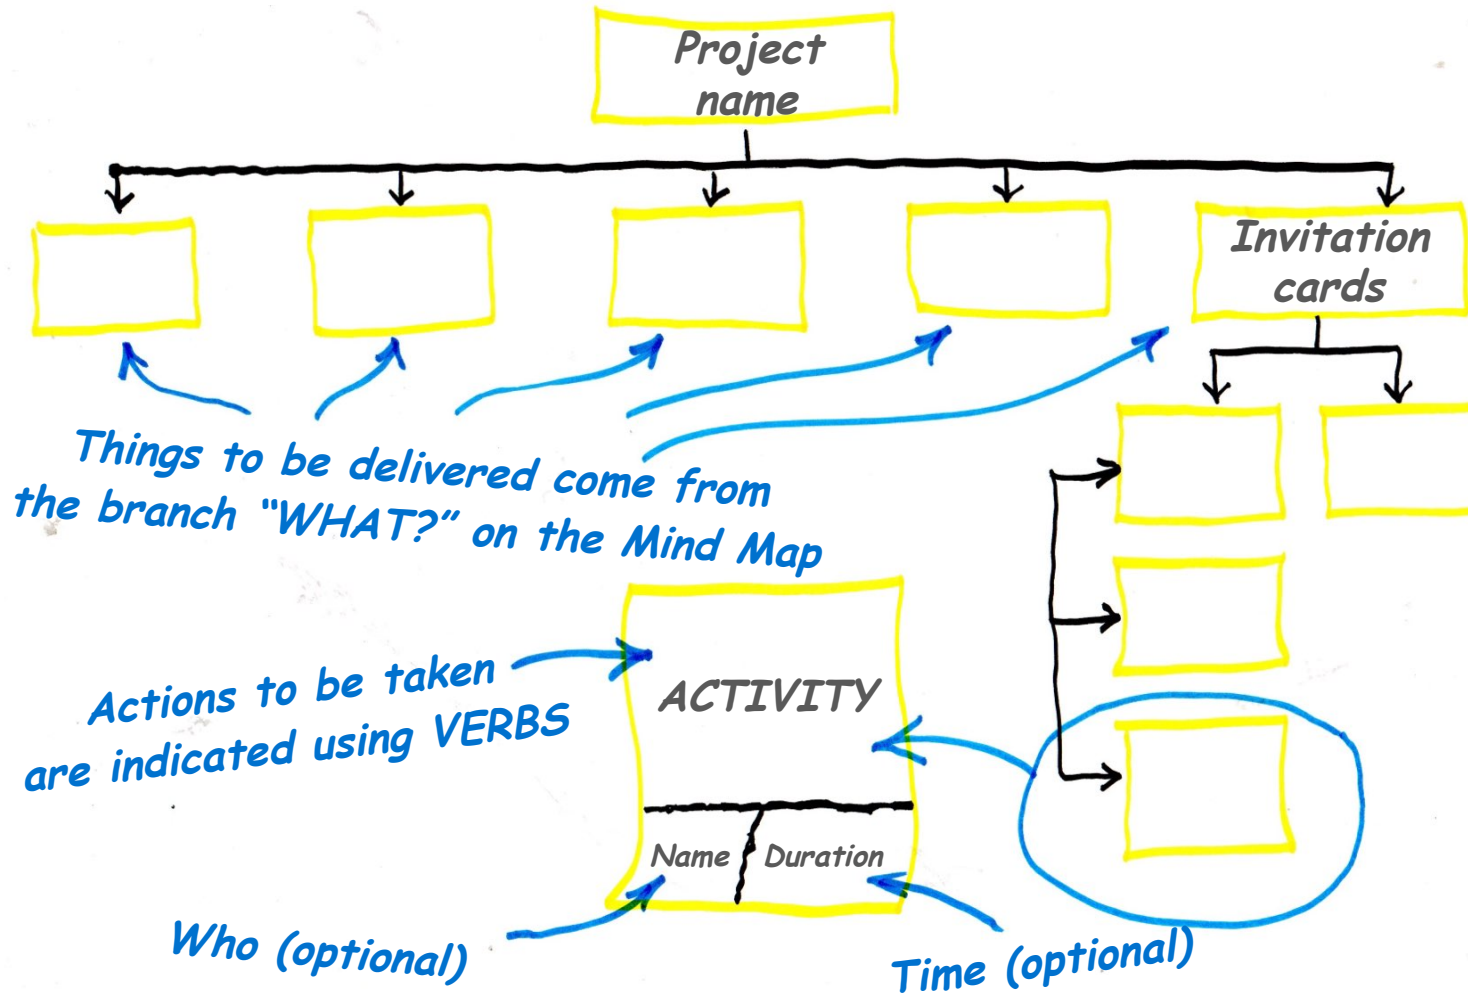 Project
name
Invitation
cards
Things to be delivered come from
the branch “WHAT?” on the Mind Map
Actions to be taken
are indicated using VERBS
ACTIVITY
Name
Duration
Who (optional)
Time (optional)